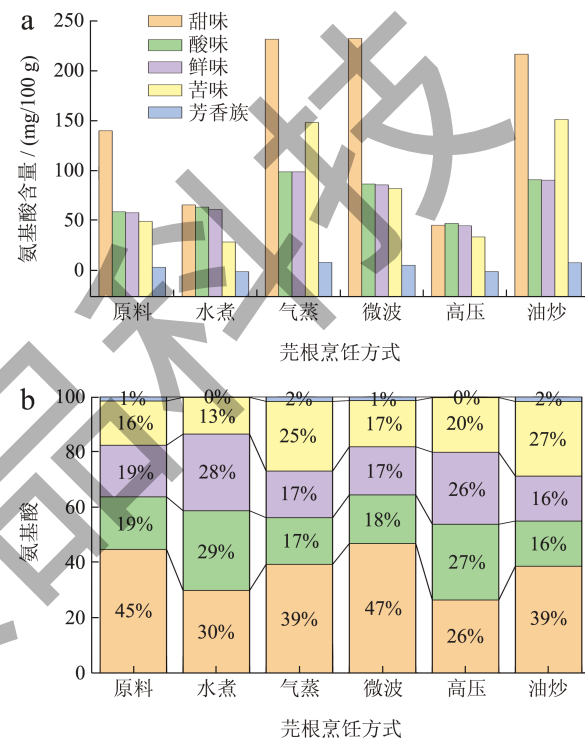 a
甜味
酸味
鲜味
苦味
芳香族
250
200
150
100
50
0
氨基酸含量 / (mg/100 g)
原料 水煮 气蒸 微波 高压 油炒
芜根烹饪方式
b
100
80
60
40
20
0
氨基酸
1% 0% 2% 1% 0% 2%
16% 13% 25% 17% 20% 27%
19% 28% 17% 17% 26% 16%
19% 29% 17% 18% 27% 16%
45% 30% 39% 47% 26% 39%
原料 水煮 气蒸 微波 高压 油炒
芜根烹饪方式
品科技